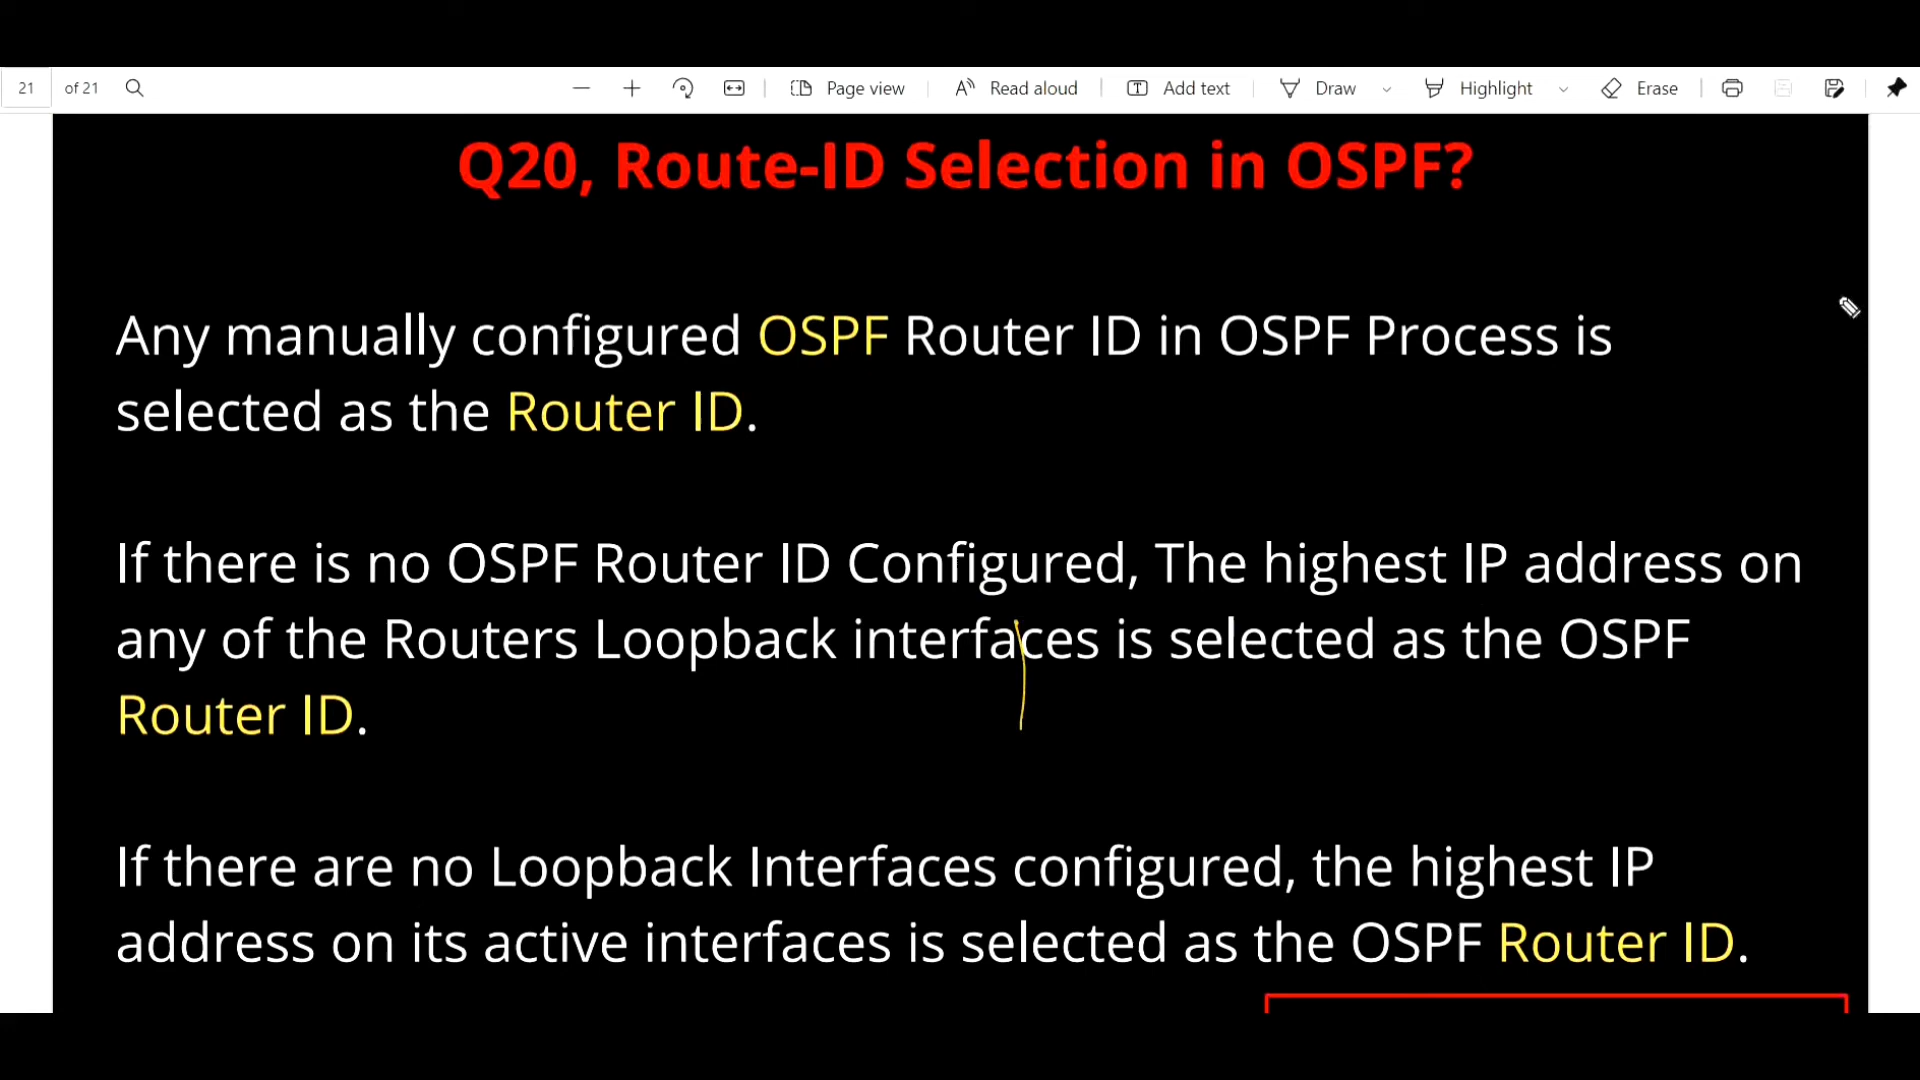 21 of 21 Page view Read aloud Add text Draw Highlight Erase
Q20, Route-ID Selection in OSPF?
Any manually configured OSPF Router ID in OSPF Process is
selected as the Router ID.
If there is no OSPF Router ID Configured, The highest IP address on
any of the Routers Loopback interfaces is selected as the OSPF
Router ID.
If there are no Loopback Interfaces configured, the highest IP
address on its active interfaces is selected as the OSPF Router ID.